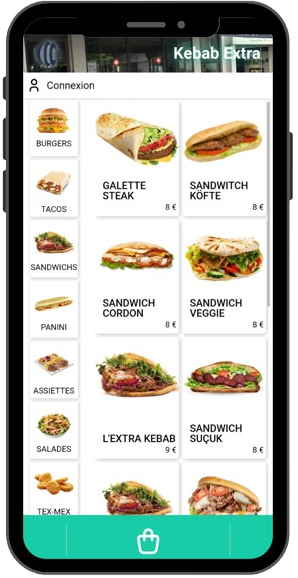 Kebab Extra
Connexion
BURGERS
TACOS
SANDWICHS
PANINI
ASSIETTES
SALADES
TEX-MEX
GALETTE
STEAK
8 €
SANDWITCH
KÖFTE
8 €
SANDWICH
CORDON
8 €
SANDWICH
VEGGIE
8 €
L'EXTRA KEBAB
9 €
SANDWICH
SUÇUK
8 €